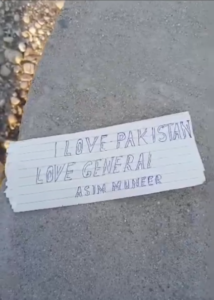 I LOVE PAKISTAN
LOVE GENERAL
ASIM MUNEER